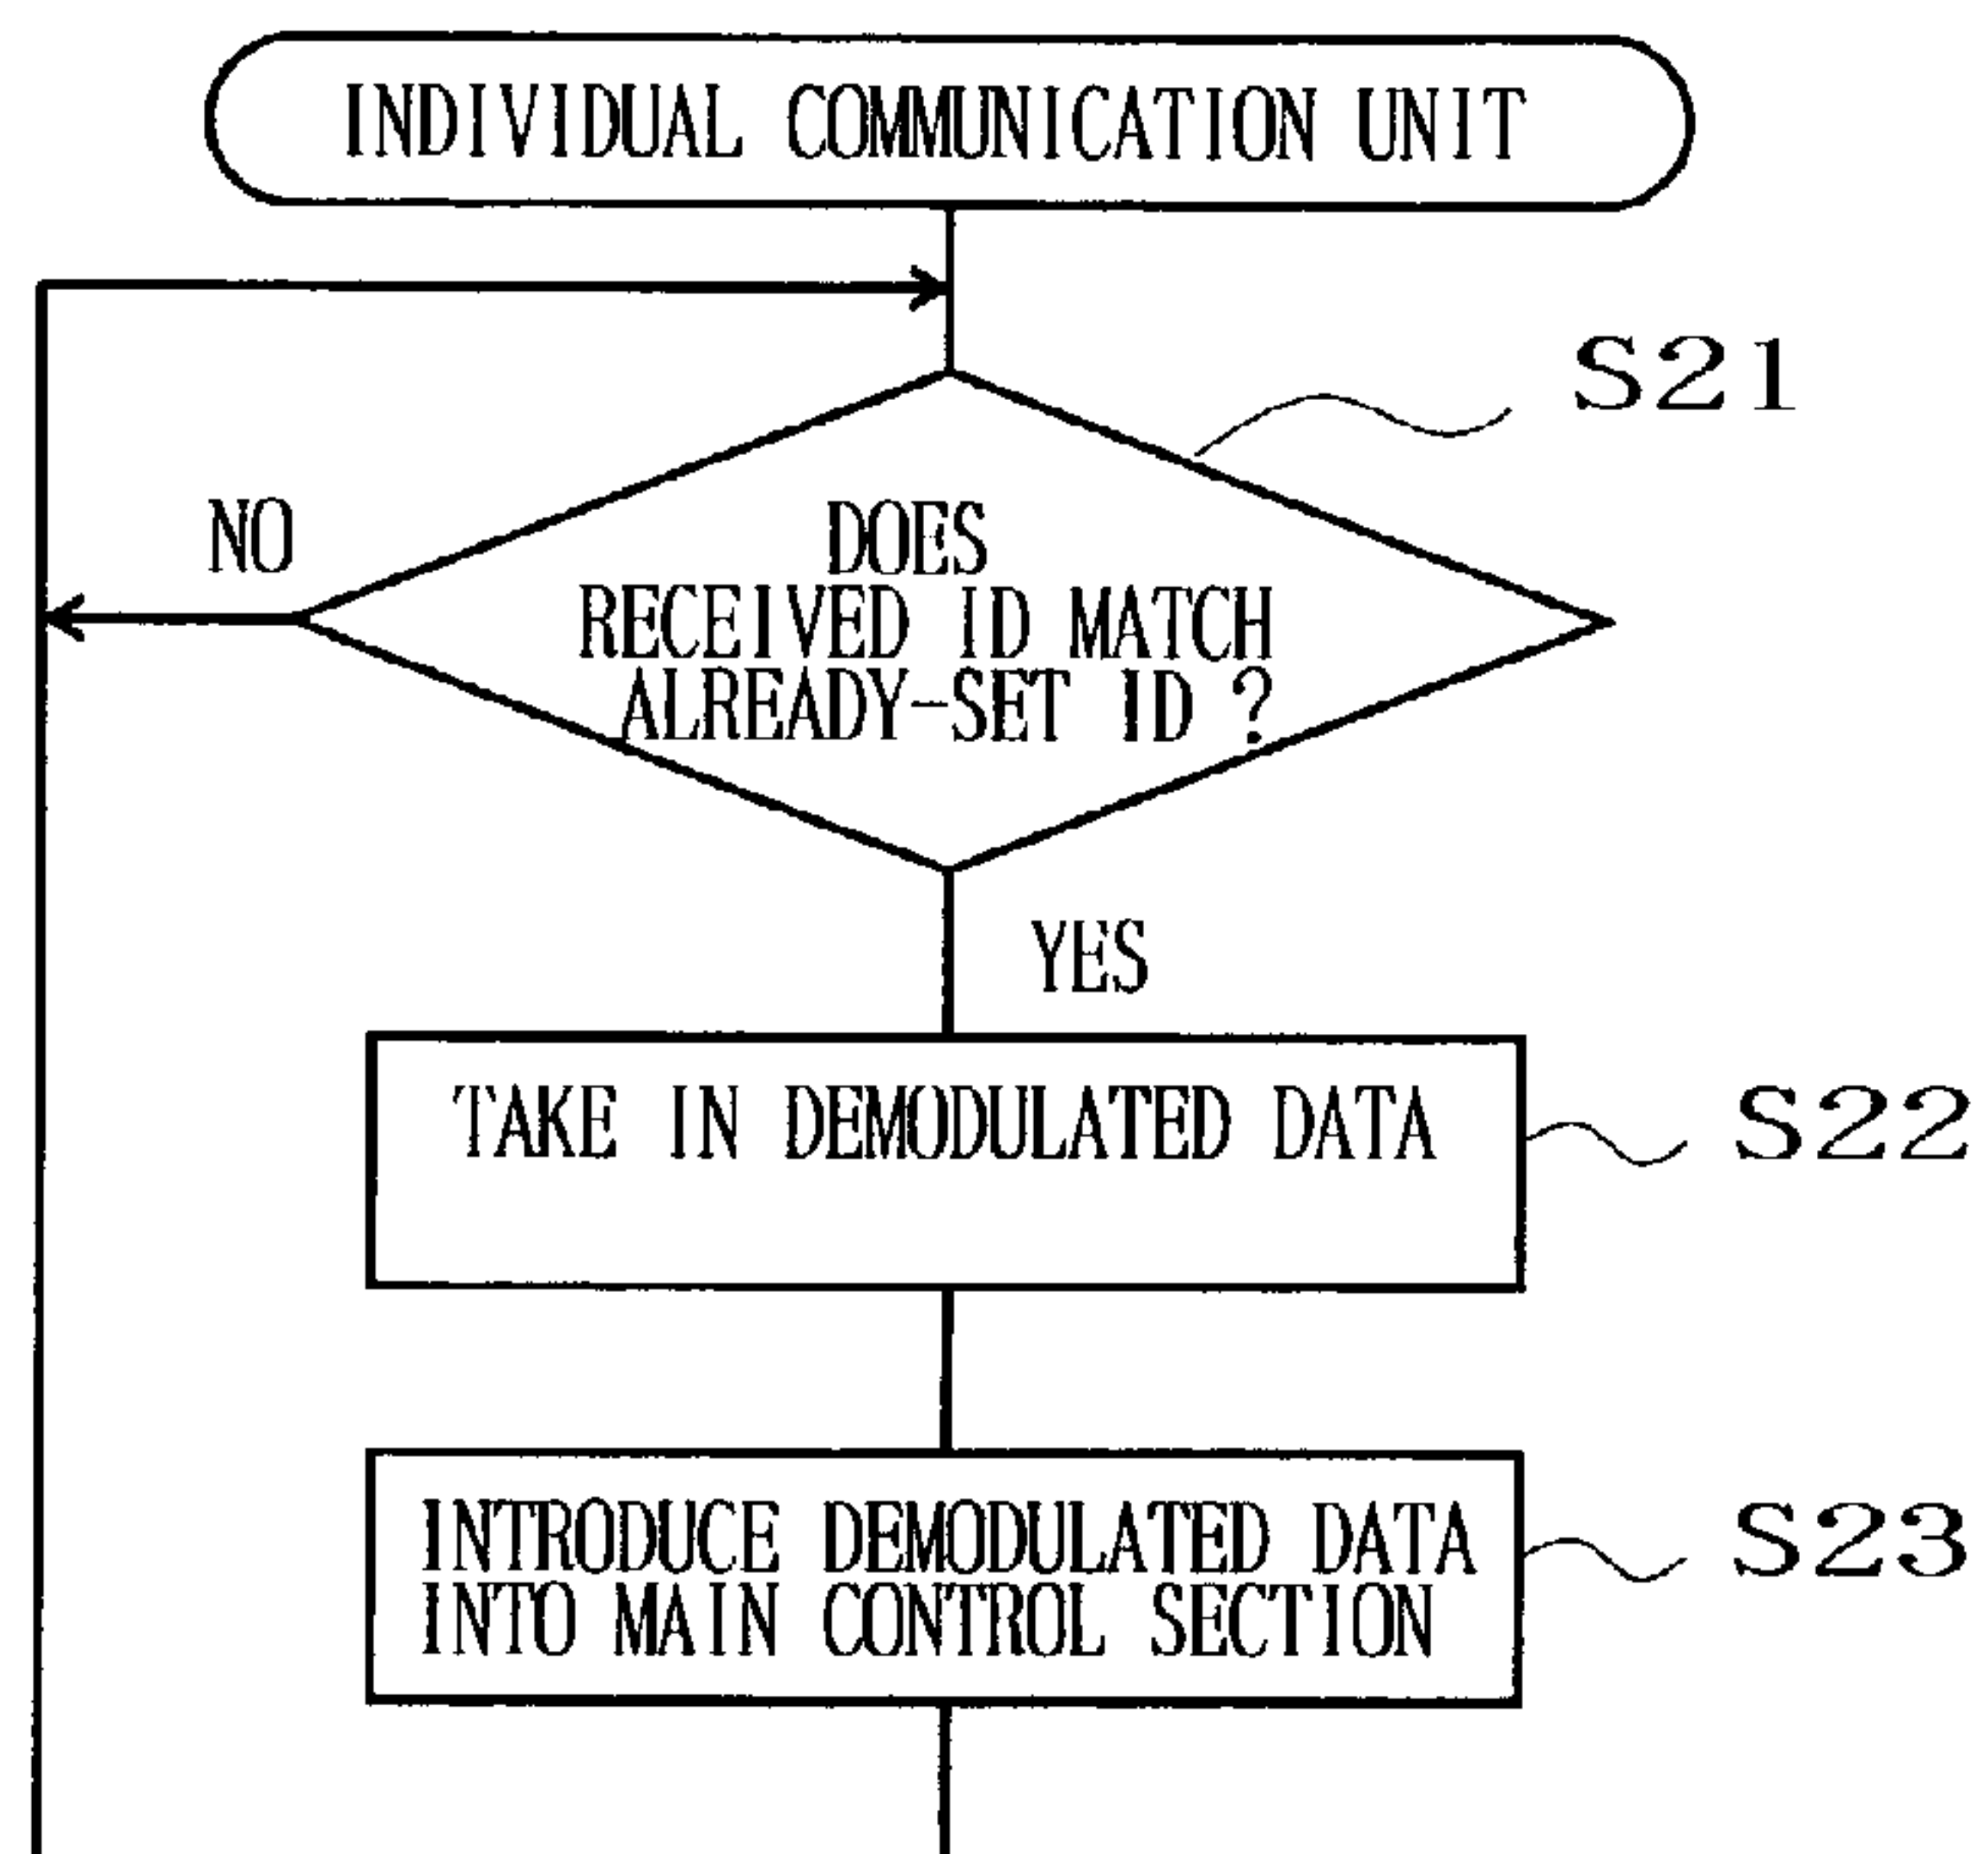 INDIVIDUAL COMMUNICATION UNIT
S21
NO
DOES
RECEIVED ID MATCH
ALREADY-SET ID ?
YES
TAKE IN DEMODULATED DATA
S22
INTRODUCE DEMODULATED DATA
INTO MAIN CONTROL SECTION
S23